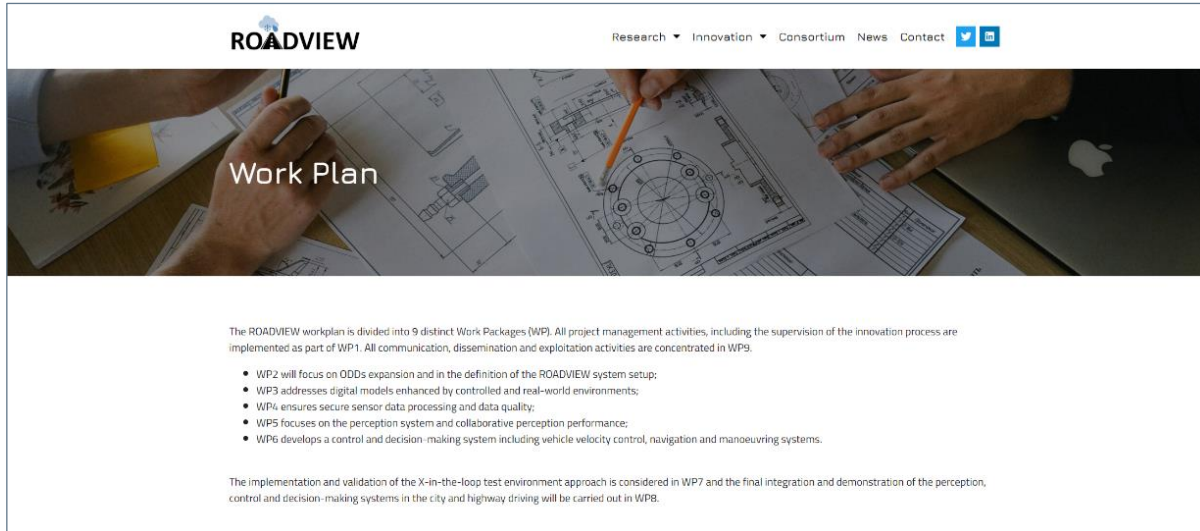 ROADVIEW
Research Innovation Consortium News Contact
Work Plan
The ROADVIEW workplan is divided into 9 distinct Work Packages (WP). All project management activities, including the supervision of the innovation process are
implemented as part of WP1. All communication, dissemination and exploitation activities are concentrated in WP9.
• WP2 will focus on ODDs expansion and in the definition of the ROADVIEW system setup;
• WP3 addresses digital models enhanced by controlled and real-world environments;
• WP4 ensures secure sensor data processing and data quality;
• WP5 focuses on the perception system and collaborative perception performance;
• WP6 develops a control and decision-making system including vehicle velocity control, navigation and manoeuvring systems.
The implementation and validation of the X-in-the-loop test environment approach is considered in WP7 and the final integration and demonstration of the perception,
control and decision-making systems in the city and highway driving will be carried out in WP8.